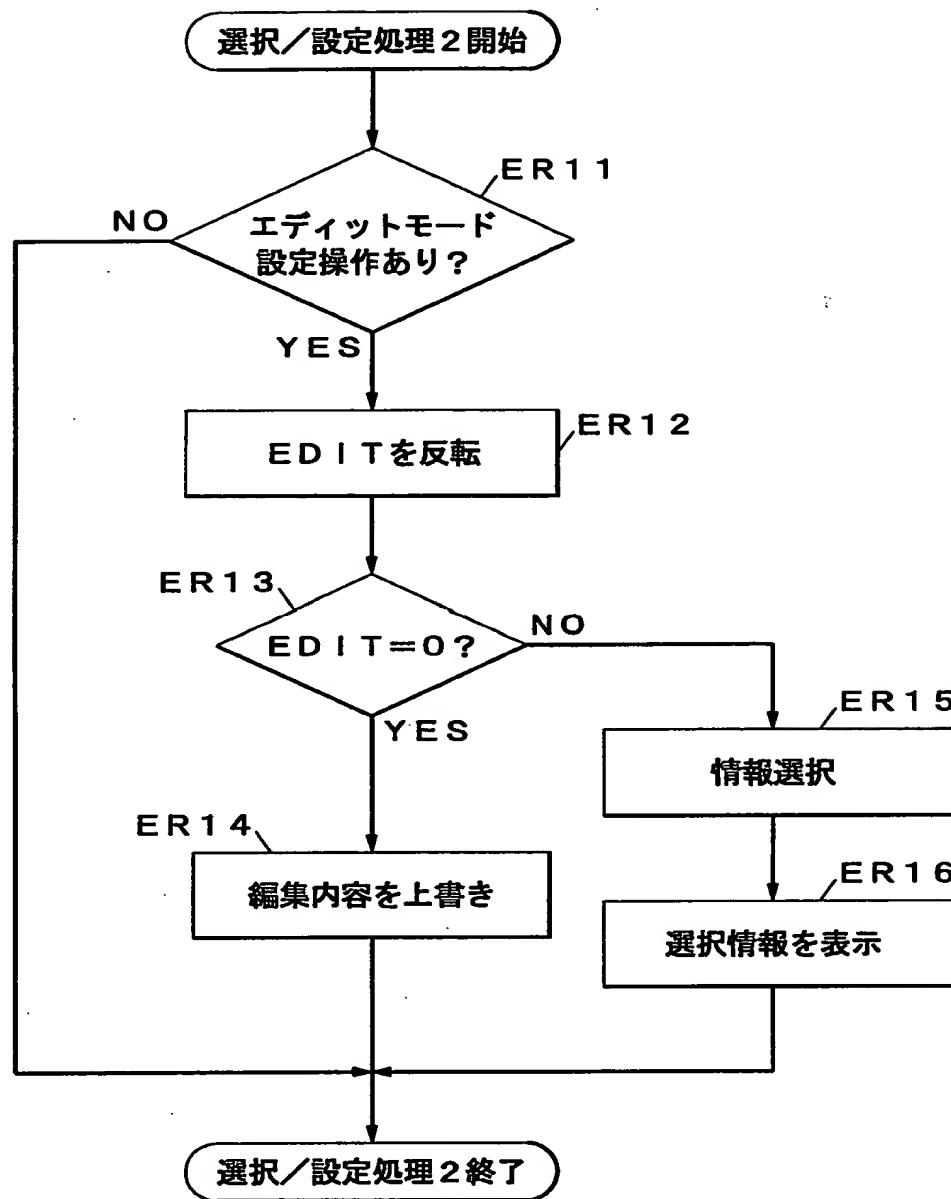 選択／設定処理２開始
ＥＲ１１
ＮＯ
エディットモード
設定操作あり？
ＹＥＳ
ＥＤＩＴを反転
ＥＲ１２
ＥＲ１３
ＥＤＩＴ＝０？
ＮＯ
ＹＥＳ
ＥＲ１５
情報選択
ＥＲ１４
編集内容を上書き
ＥＲ１６
選択情報を表示
選択／設定処理２終了